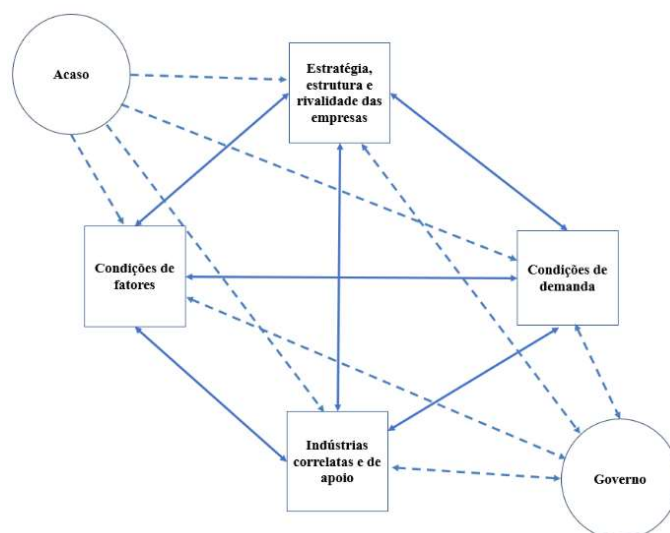 Acaso
Estratégia,
estrutura e
rivalidade das
empresas
Condições de
fatores
Condições de
demanda
Indústrias
correlatas e de
apoio
Governo